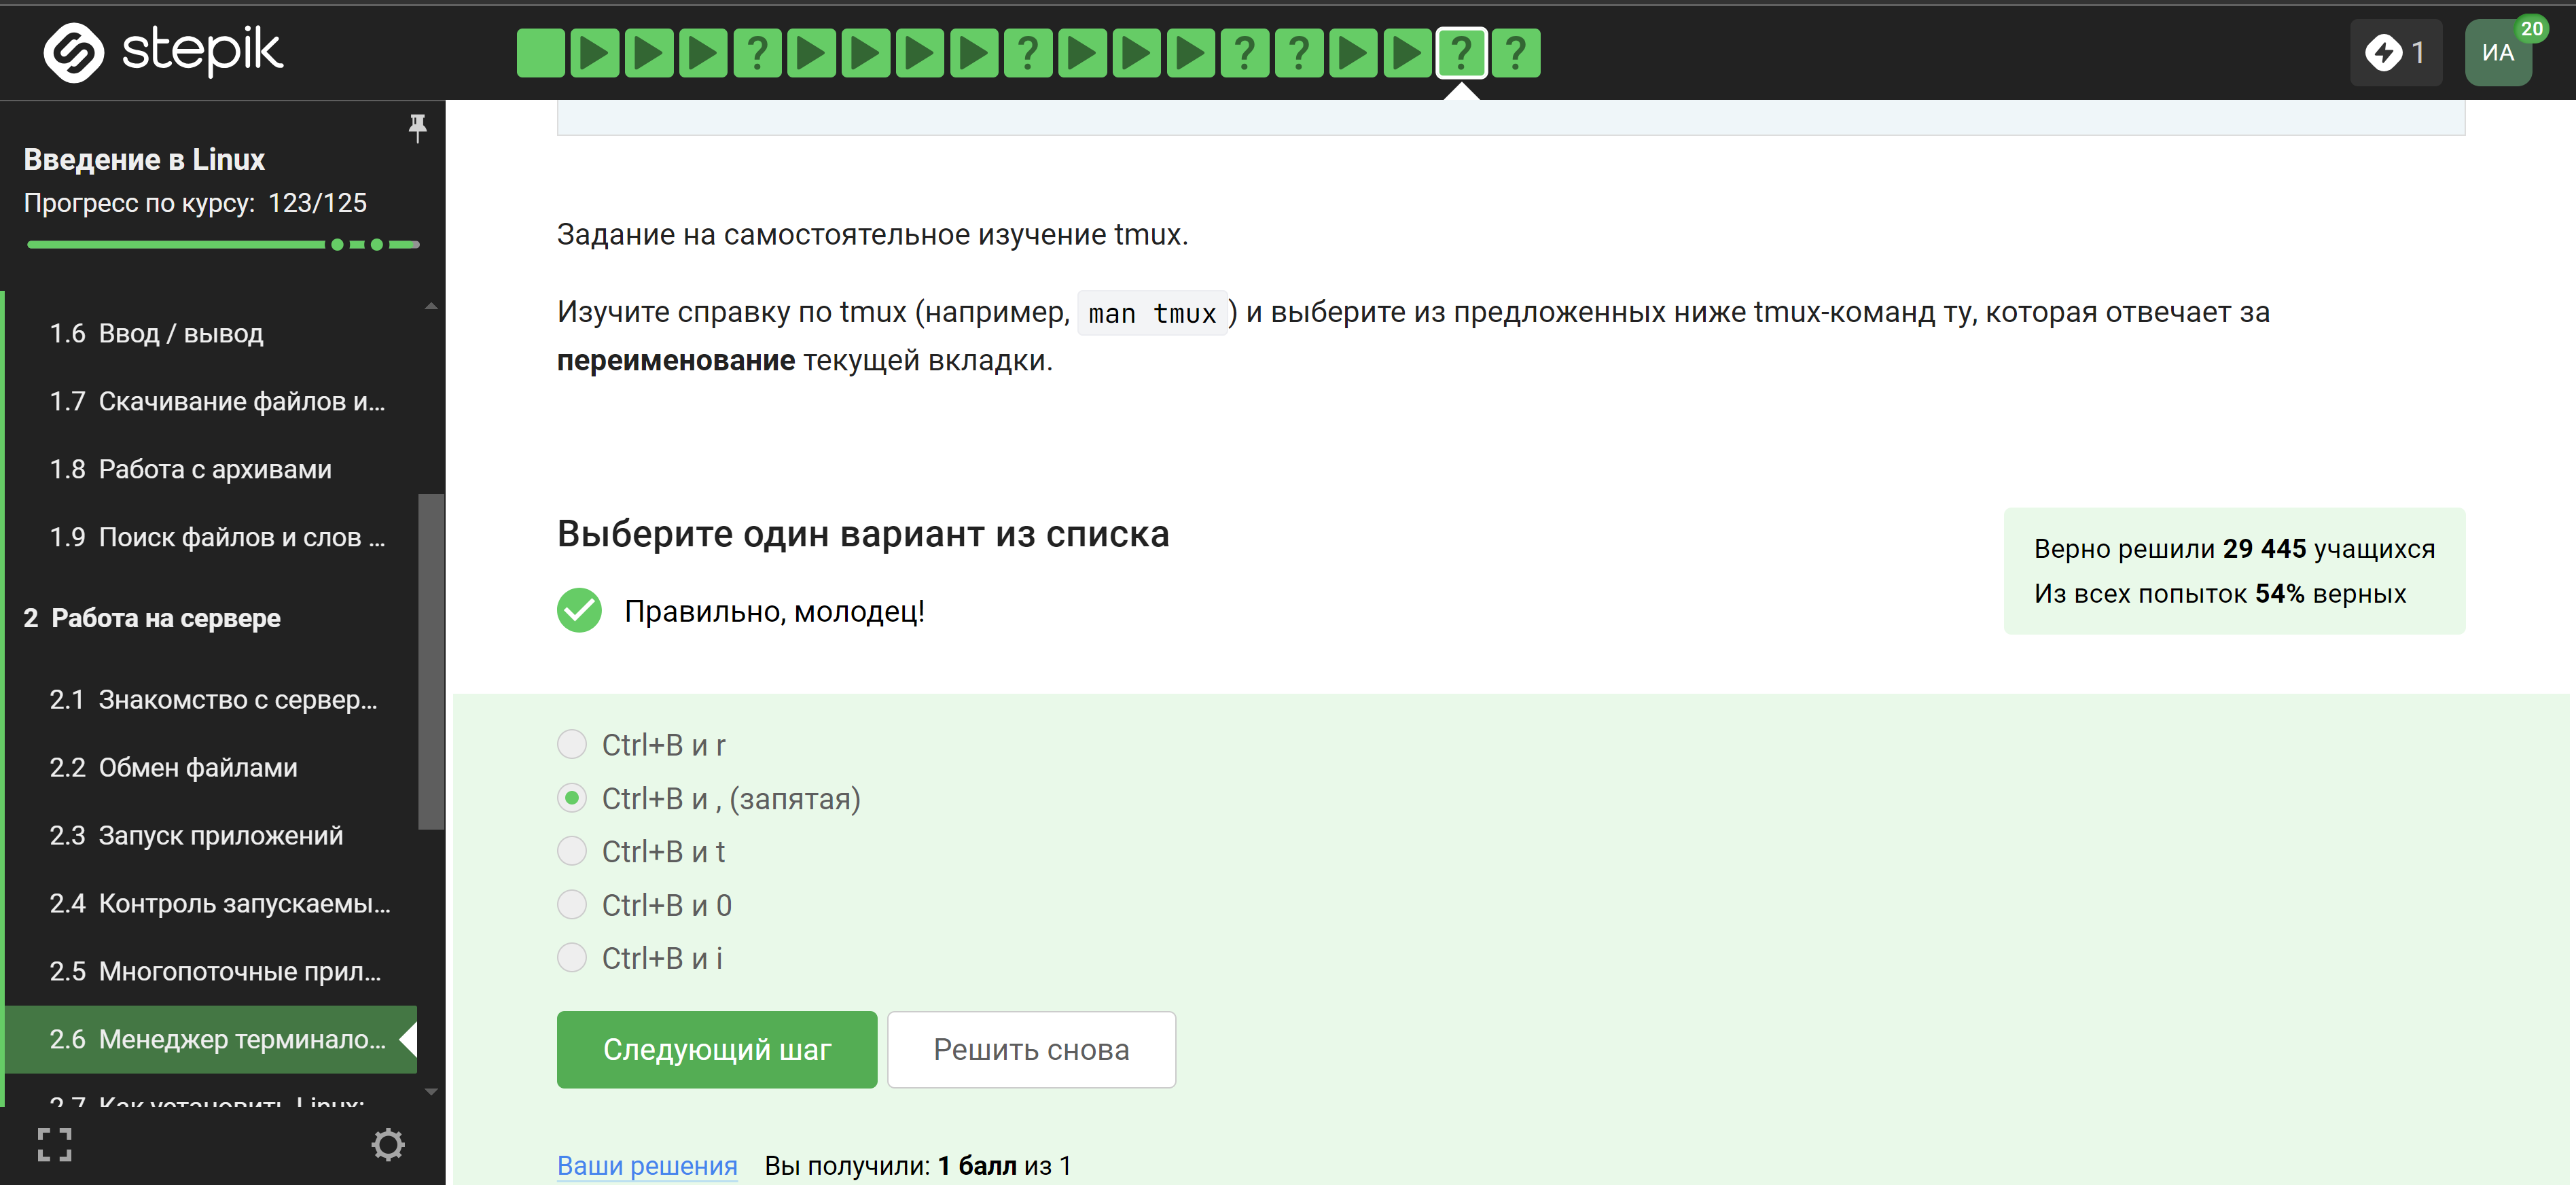 stepik
?
?
?
?
?
?
1
ИА
20
Введение в Linux
Прогресс по курсу: 123/125
1.6 Ввод / вывод
1.7 Скачивание файлов и...
1.8 Работа с архивами
1.9 Поиск файлов и слов ...
2 Работа на сервере
2.1 Знакомство с сервер...
2.2 Обмен файлами
2.3 Запуск приложений
2.4 Контроль запускаемы...
2.5 Многопоточные прил...
2.6 Менеджер терминало...
2.7 Как установить Linux:
Задание на самостоятельное изучение tmux.
Изучите справку по tmux (например, man tmux) и выберите из предложенных ниже tmux-команд ту, которая отвечает за
переименование текущей вкладки.
Выберите один вариант из списка
Правильно, молодец!
Верно решили 29 445 учащихся
Из всех попыток 54% верных
Ctrl+B и r
Ctrl+B и , (запятая)
Ctrl+B и t
Ctrl+B и 0
Ctrl+B и i
Следующий шаг
Решить снова
Ваши решения
Вы получили: 1 балл из 1